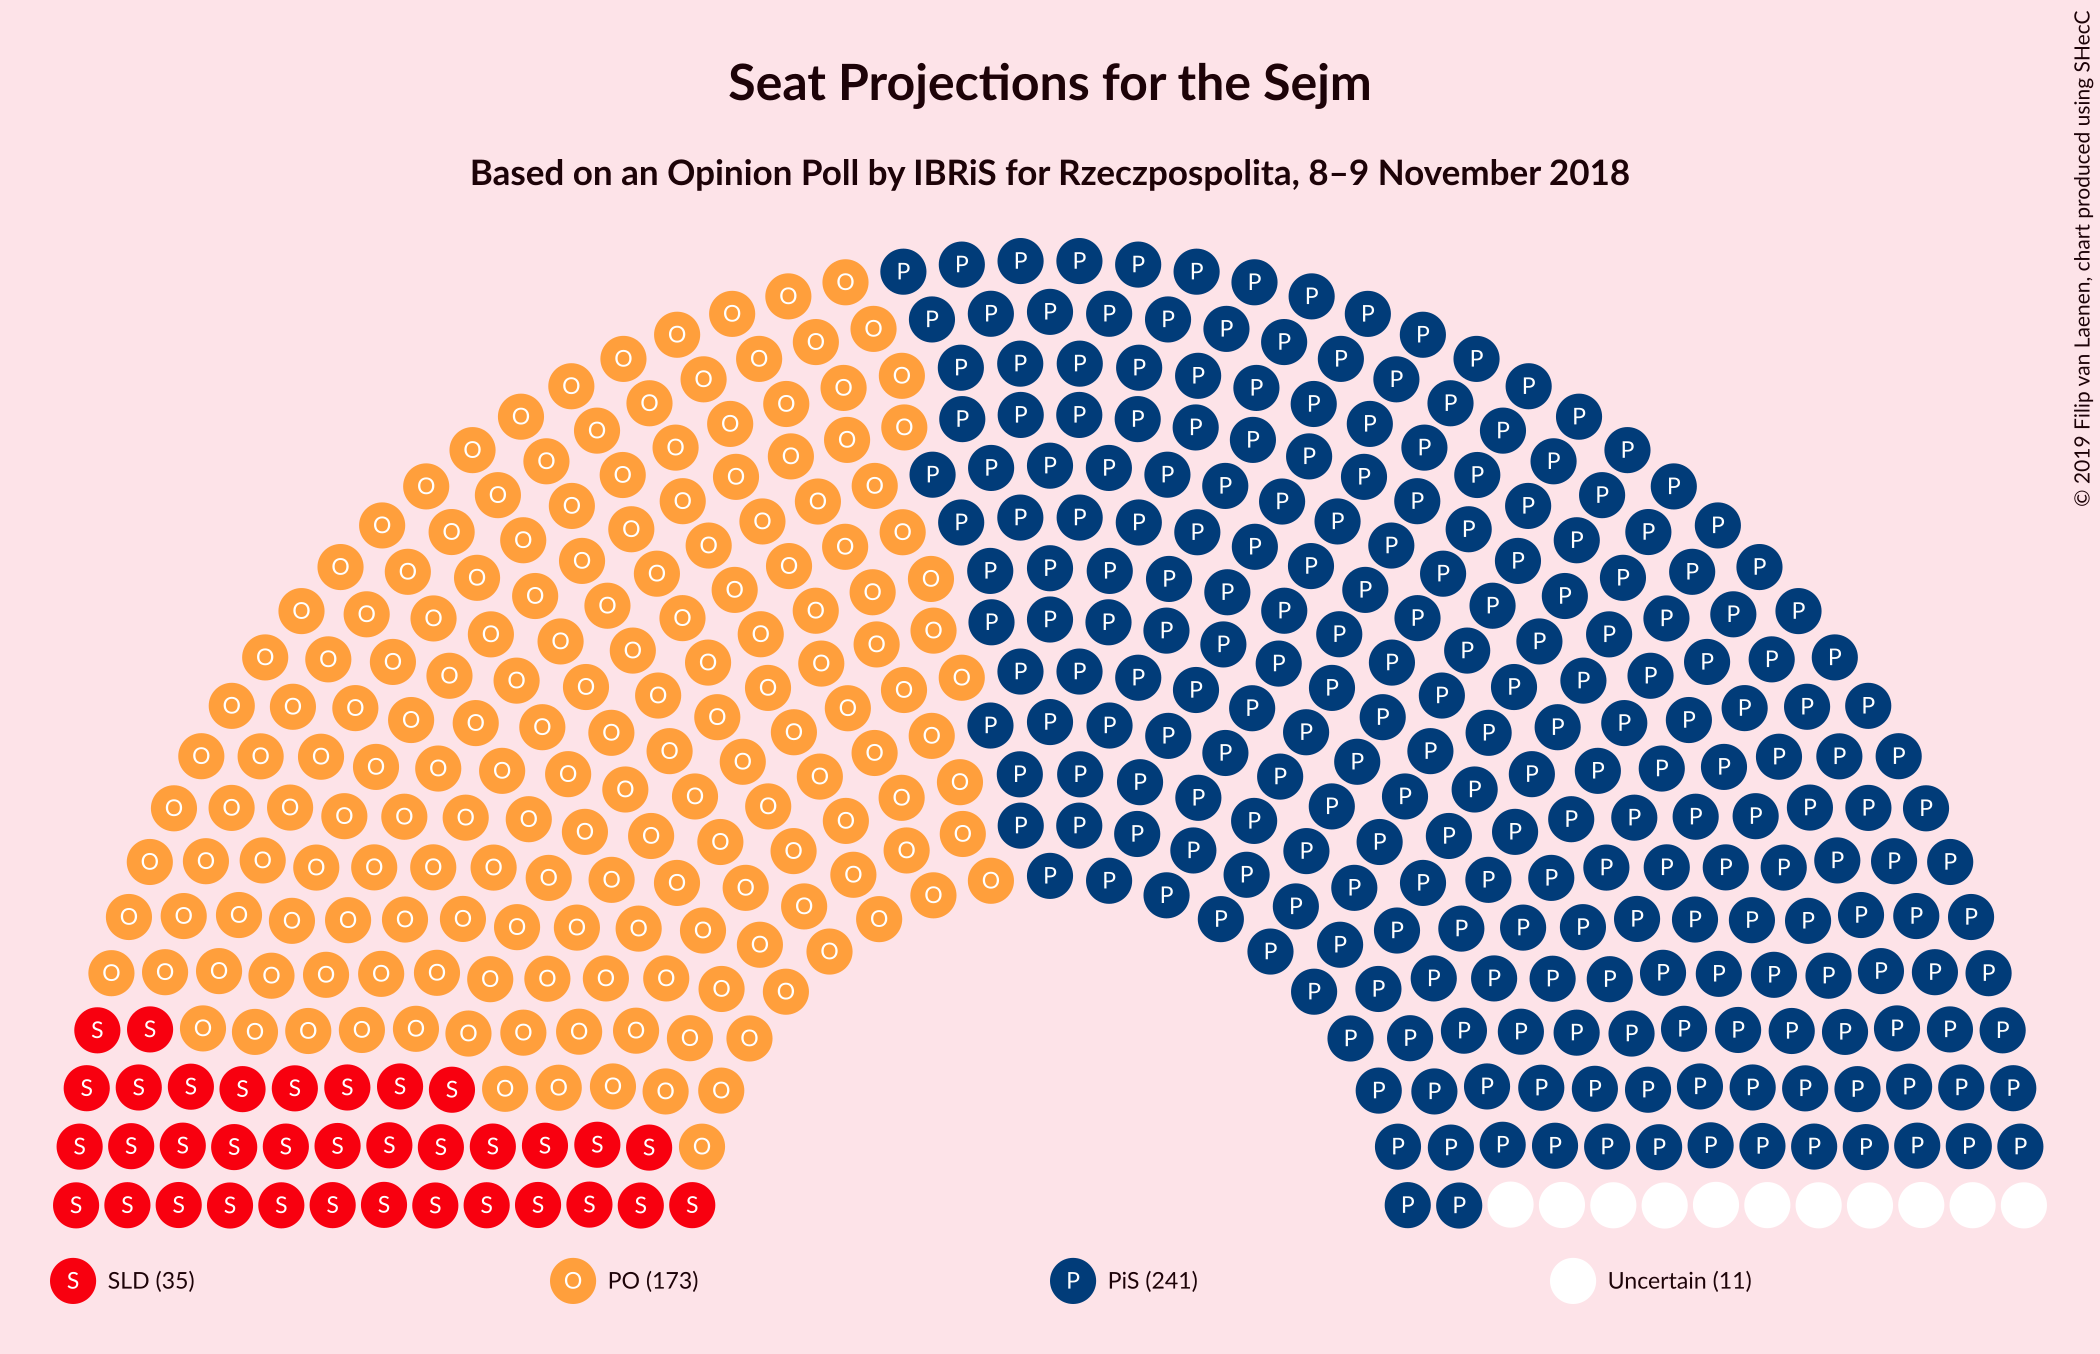 Seat Projections for the Sejm
Based on an Opinion Poll by IBRiS for Rzeczpospolita, 8–9 November 2018
© 2019 Filip van Laenen, chart produced using SHecC
S SLD (35)
O PO (173)
P PiS (241)
Uncertain (11)